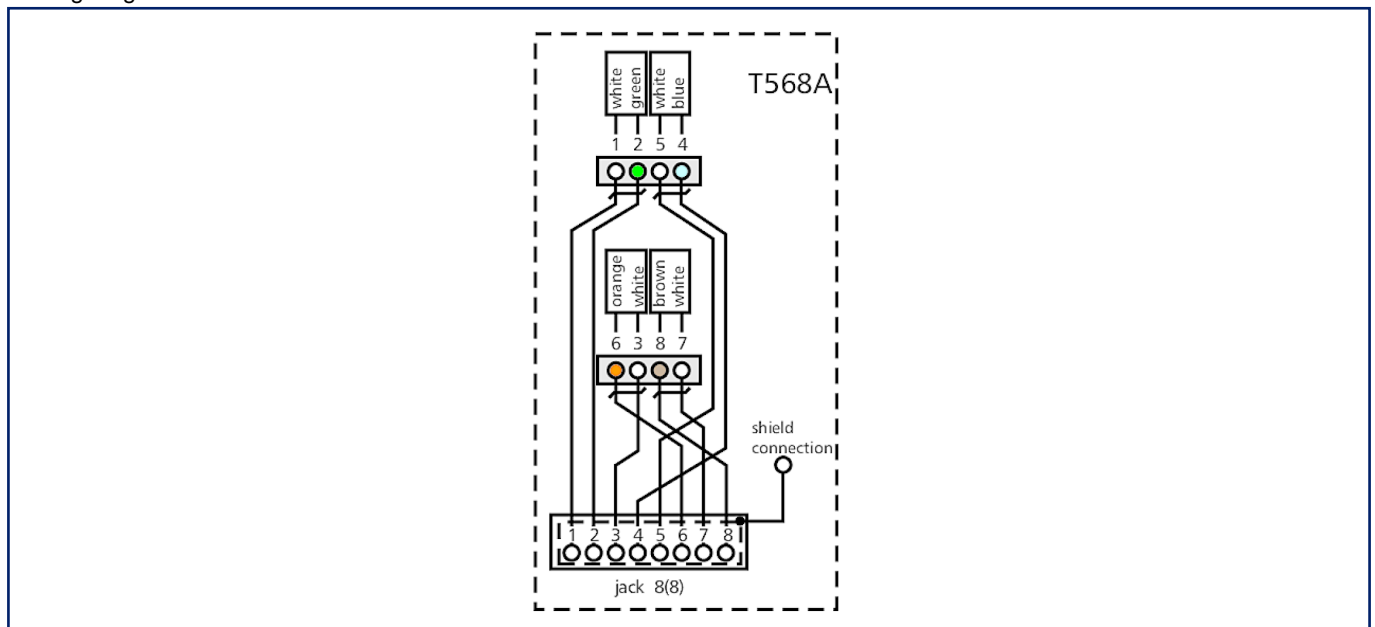 T568A
white green white blue
1 2 5 4
orange white brown white
6 3 8 7
shield
connection
1 2 3 4 5 6 7 8
jack 8(8)